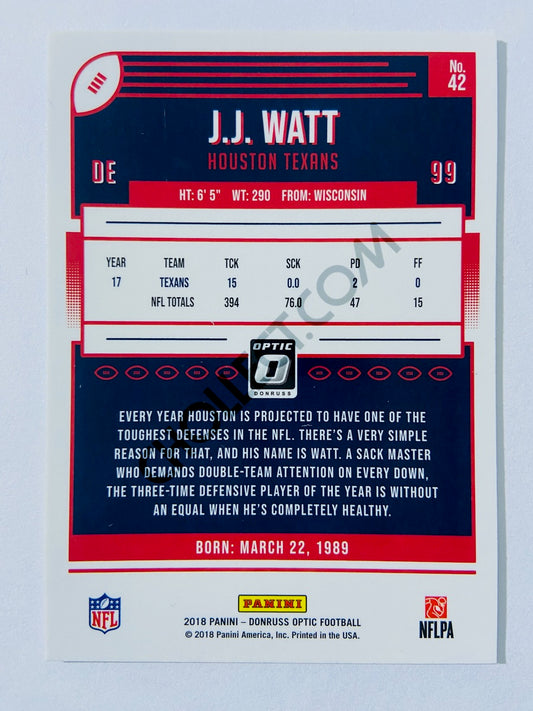 No.
42
J.J. WATT
HOUSTON TEXANS
DE
99
HT: 6' 5" WT: 290 FROM: WISCONSIN
YEAR TEAM TCK SCK PD FF
17 TEXANS 15 0.0 2 0
NFL TOTALS 394 76.0 47 15
OPTIC
DONRUSS
EVERY YEAR HOUSTON IS PROJECTED TO HAVE ONE OF THE
TOUGHEST DEFENSES IN THE NFL. THERE'S A VERY SIMPLE
REASON FOR THAT, AND HIS NAME IS WATT. A SACK MASTER
WHO DEMANDS DOUBLE-TEAM ATTENTION ON EVERY DOWN,
THE THREE-TIME DEFENSIVE PLAYER OF THE YEAR IS WITHOUT
AN EQUAL WHEN HE'S COMPLETELY HEALTHY.
BORN: MARCH 22, 1989
NFL
PANINI
2018 PANINI – DONRUSS OPTIC FOOTBALL
© 2018 Panini America, Inc. Printed in the USA.
NFLPA